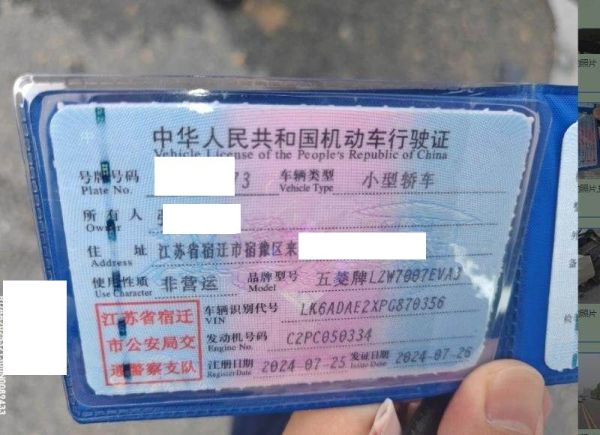 中华人民共和国机动车行驶证
Vehicle License of the People's Republic of China
号牌号码 73 车辆类型 小型轿车
Plate No. Vehicle Type
所有人
Owner
住址 江苏省宿迁市宿豫区来
Address
使用性质 非营运 品牌型号 五菱牌LZW7007EVA3
Use Character Model
车辆识别代号 LK6ADAE2XPG870356
VIN
发动机号码 C2PC050334
Engine No.
注册日期 2024-07-25 发证日期 2024-07-26
Register Date Issue Date
江苏省宿迁
市公安局交
通警察支队